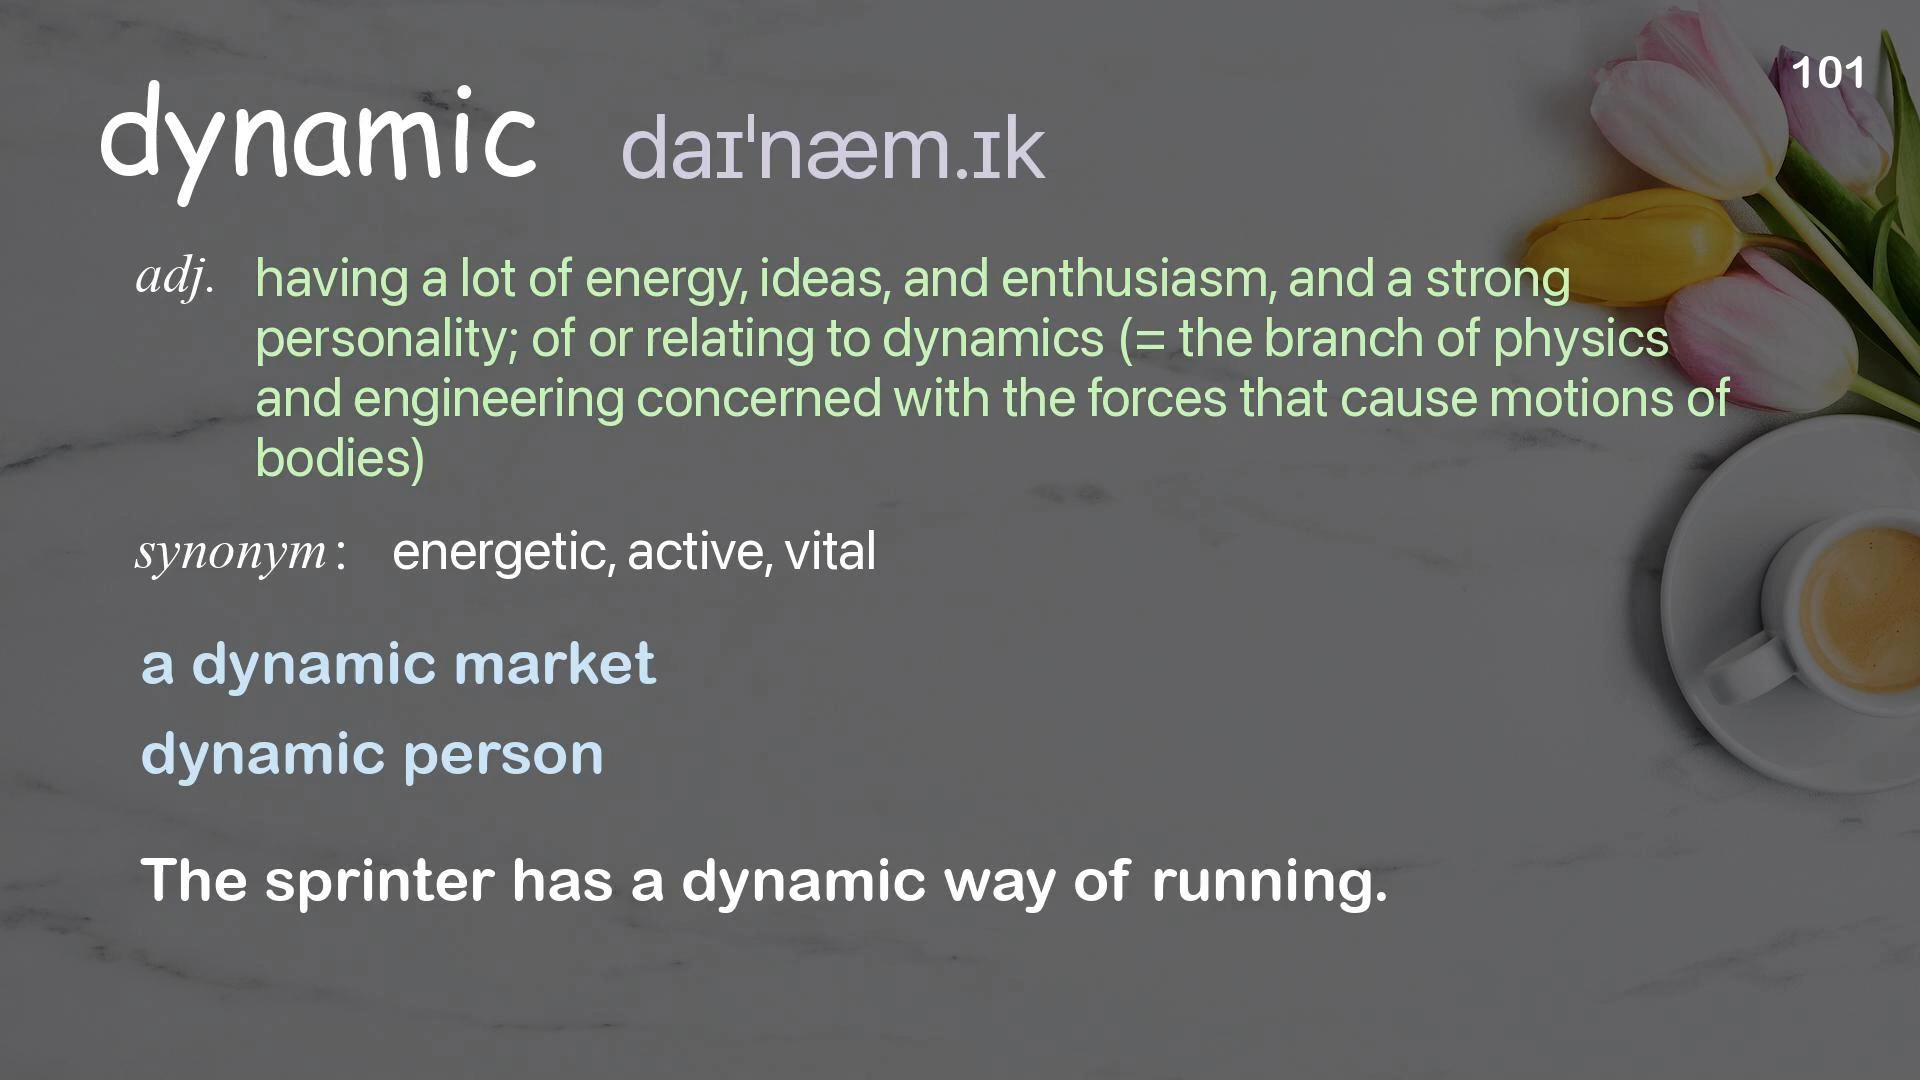 101
dynamic daɪˈnæm.ɪk
adj. having a lot of energy, ideas, and enthusiasm, and a strong
personality; of or relating to dynamics (= the branch of physics
and engineering concerned with the forces that cause motions of
bodies)
synonym: energetic, active, vital
a dynamic market
dynamic person
The sprinter has a dynamic way of running.